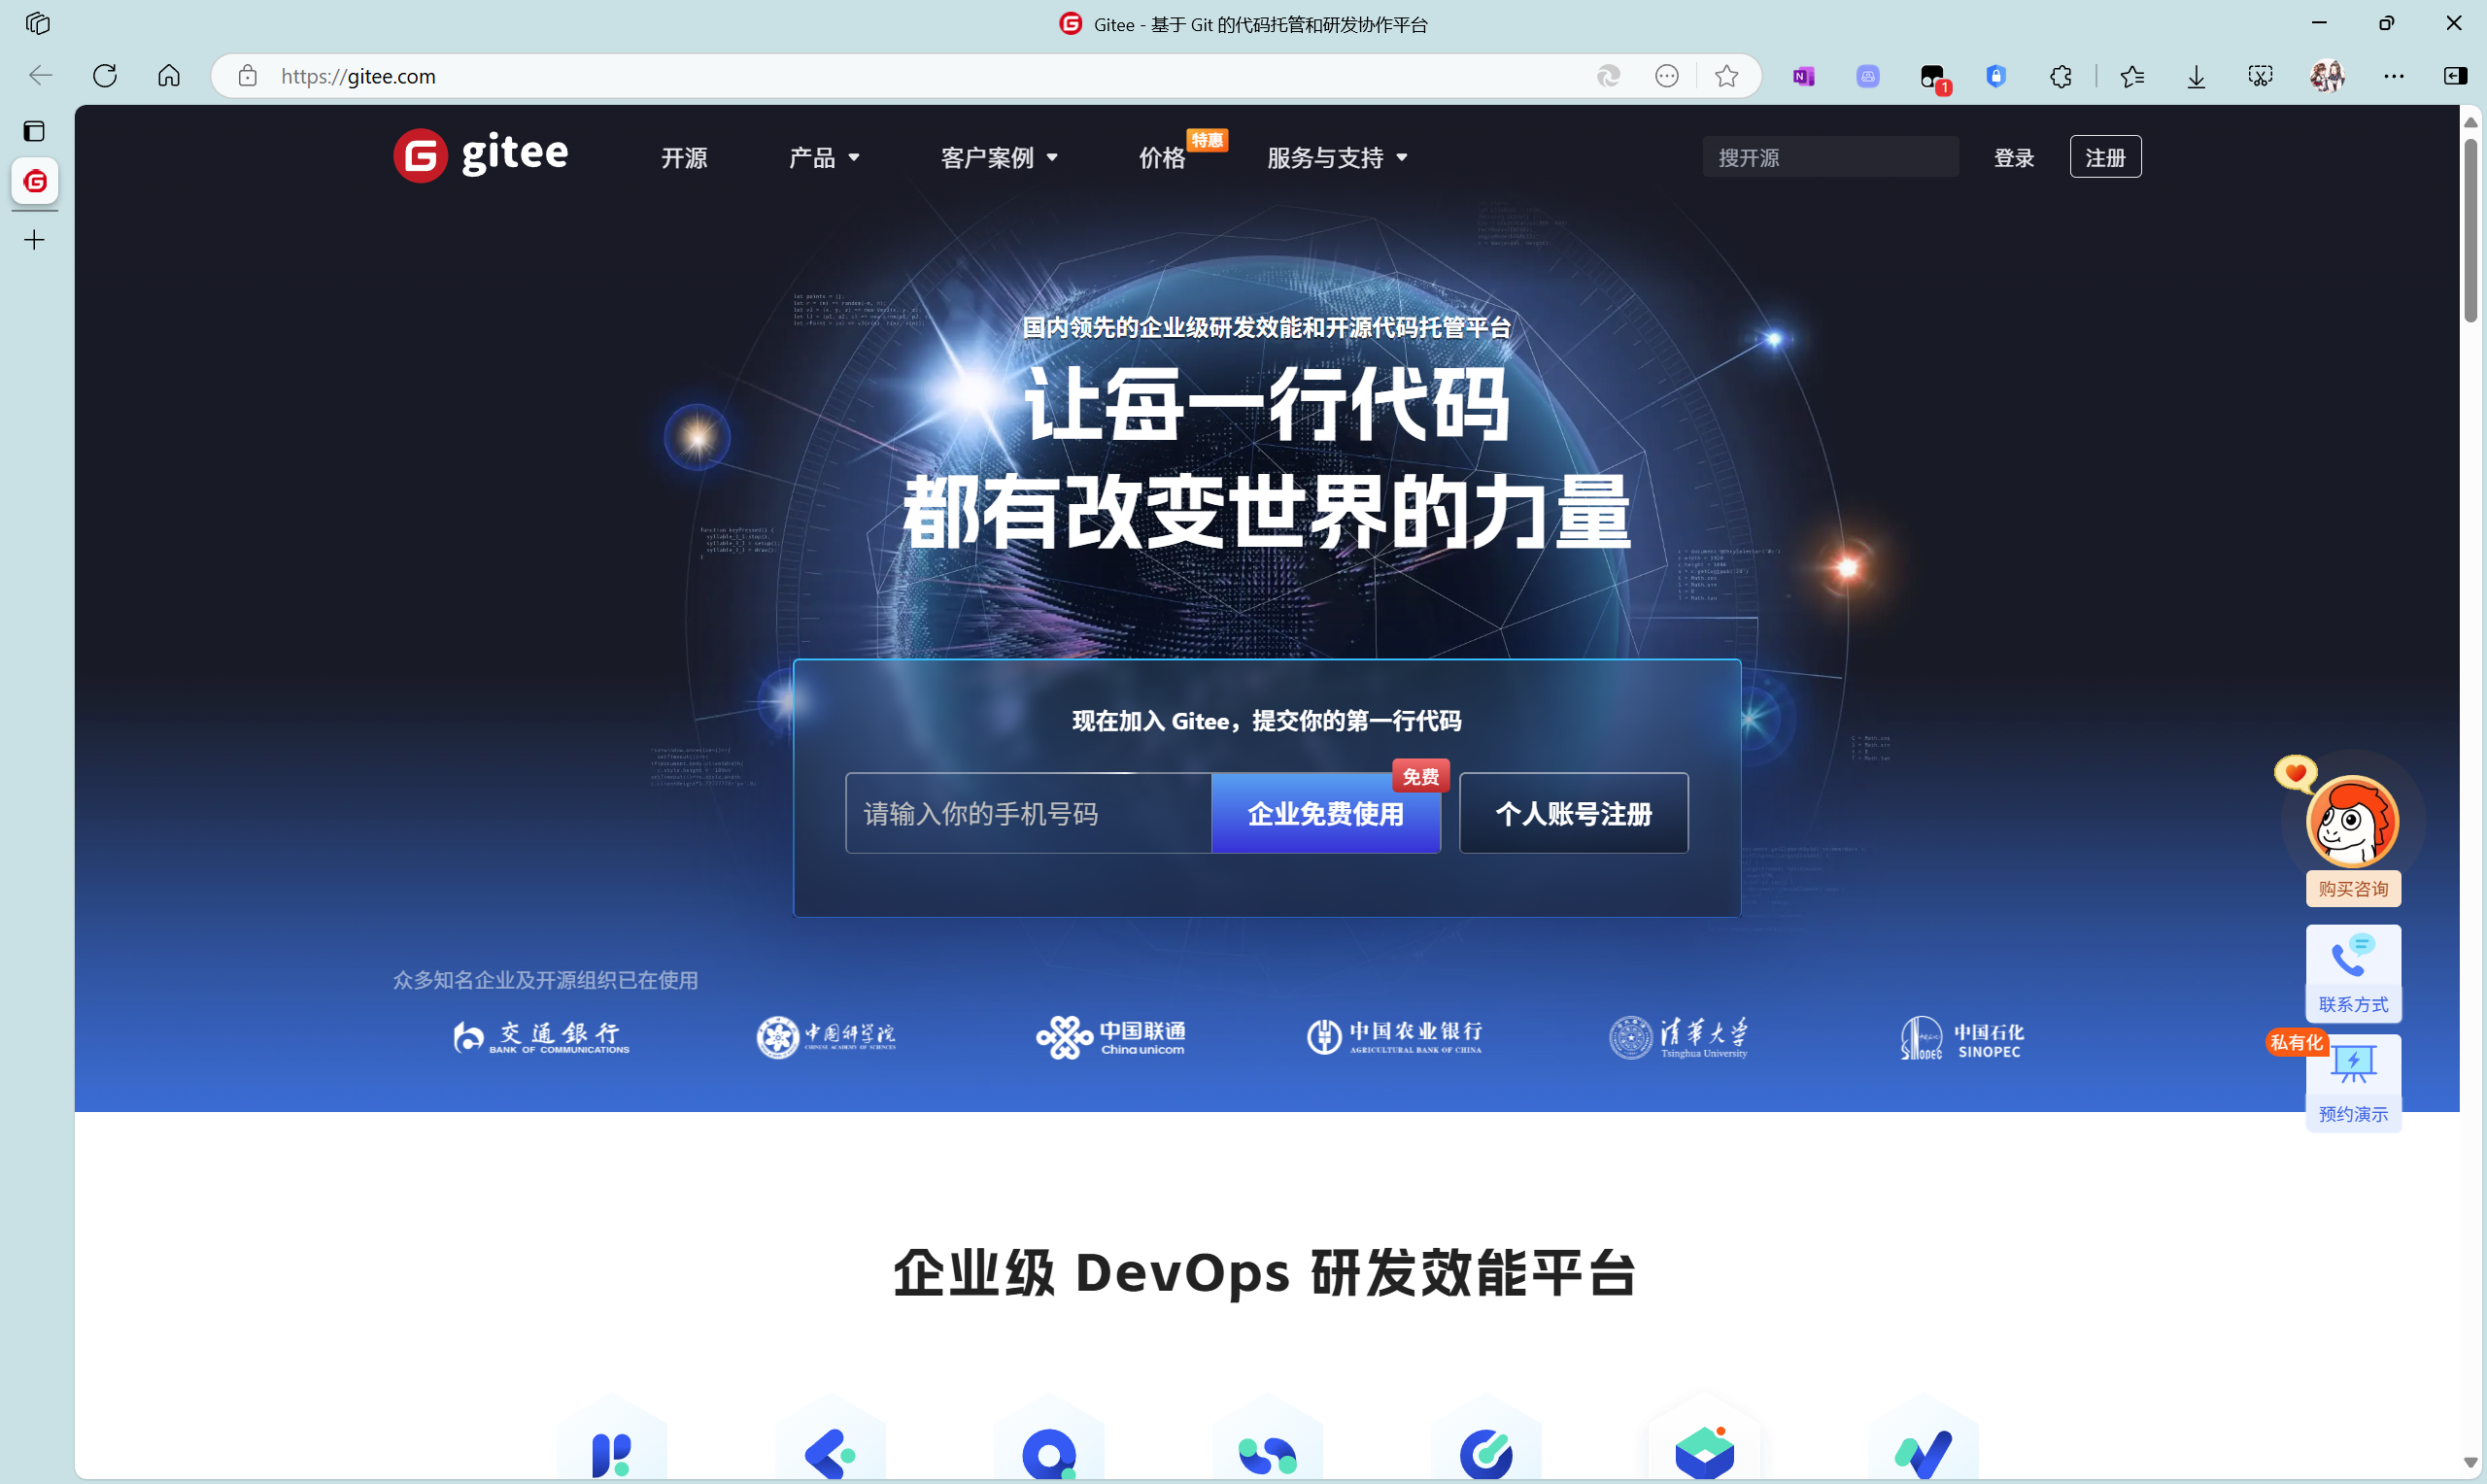 Gitee - 基于 Git 的代码托管和研发协作平台
https://gitee.com
1
gitee
开源
产品
客户案例
价格
特惠
服务与支持
搜开源
登录
注册
国内领先的企业级研发效能和开源代码托管平台
让每一行代码
都有改变世界的力量
现在加入 Gitee，提交你的第一行代码
请输入你的手机号码
企业免费使用
免费
个人账号注册
购买咨询
联系方式
私有化
预约演示
众多知名企业及开源组织已在使用
交通銀行
BANK OF COMMUNICATIONS
中国科学院
CHINESE ACADEMY OF SCIENCES
中国联通
China unicom
中国农业银行
AGRICULTURAL BANK OF CHINA
清华大学
Tsinghua University
SINOPEC
中国石化
SINOPEC
企业级 DevOps 研发效能平台